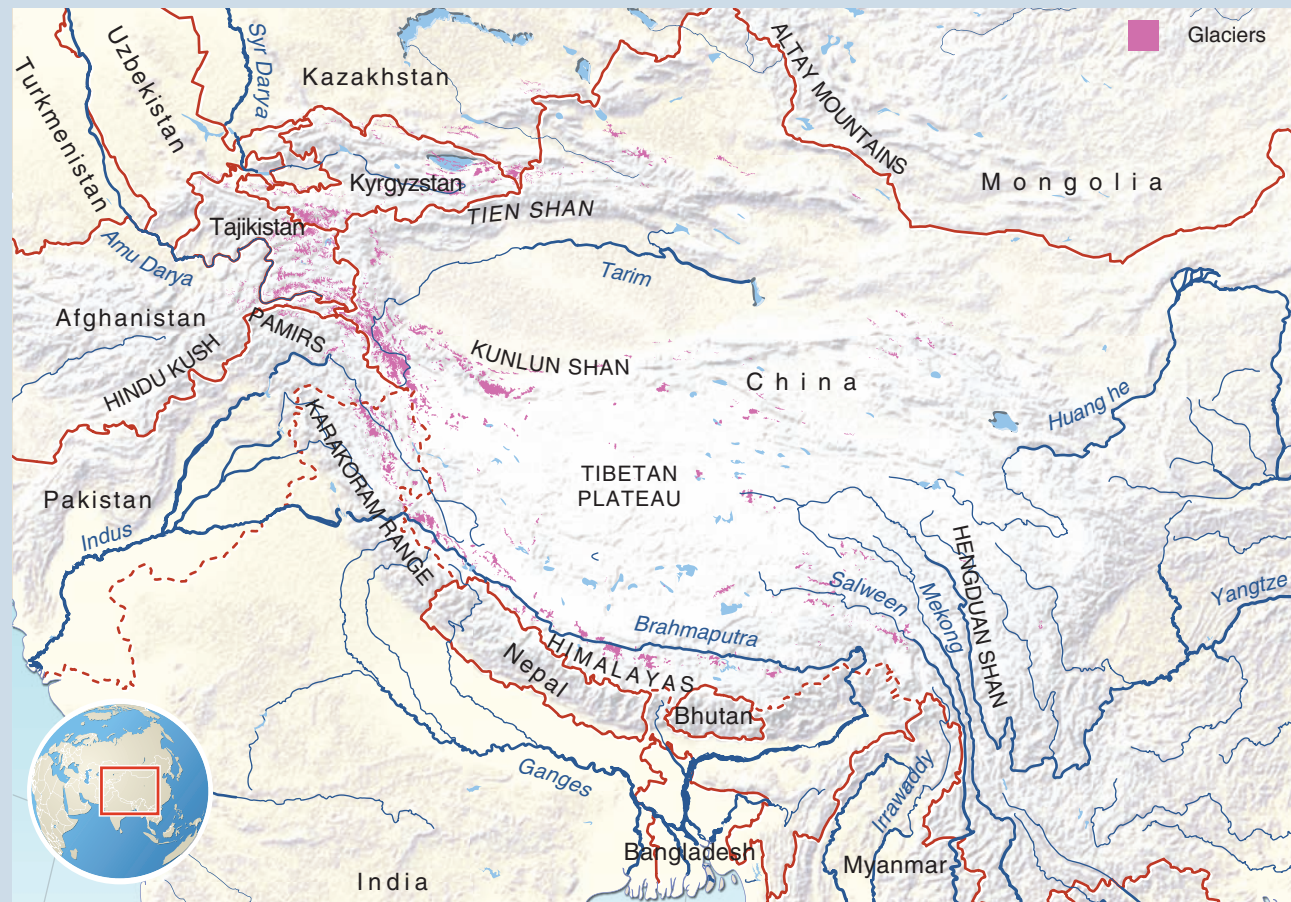 Glaciers
Syr Darya
Uzbekistan
Turkmenistan
Kazakhstan
ALTAY MOUNTAINS
Mongolia
Kyrgyzstan
TIEN SHAN
Tajikistan
Amu Darya
Tarim
Afghanistan
PAMIRS
HINDU KUSH
KUNLUN SHAN
China
Huang he
KARAKORAM RANGE
TIBETAN
PLATEAU
Pakistan
Indus
HENGDUAN SHAN
Salween
Mekong
Yangtze
Brahmaputra
HIMALAYAS
Nepal
Bhutan
Ganges
Irrawaddy
Bangladesh
Myanmar
India